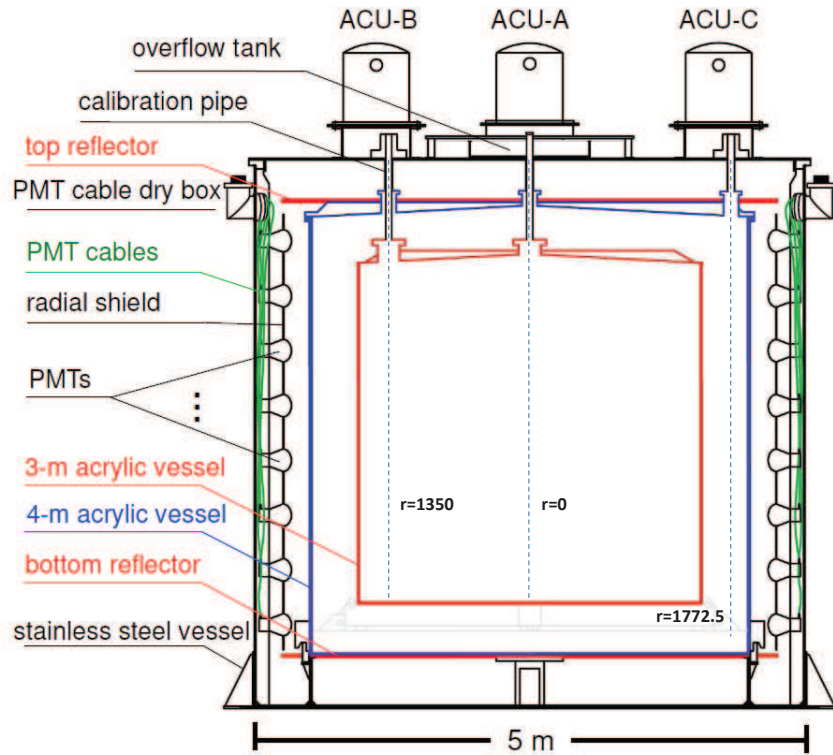 ACU-B
ACU-A
ACU-C
overflow tank
calibration pipe
top reflector
PMT cable dry box
PMT cables
radial shield
PMTs
3-m acrylic vessel
4-m acrylic vessel
bottom reflector
stainless steel vessel
r=1350
r=0
r=1772.5
5 m